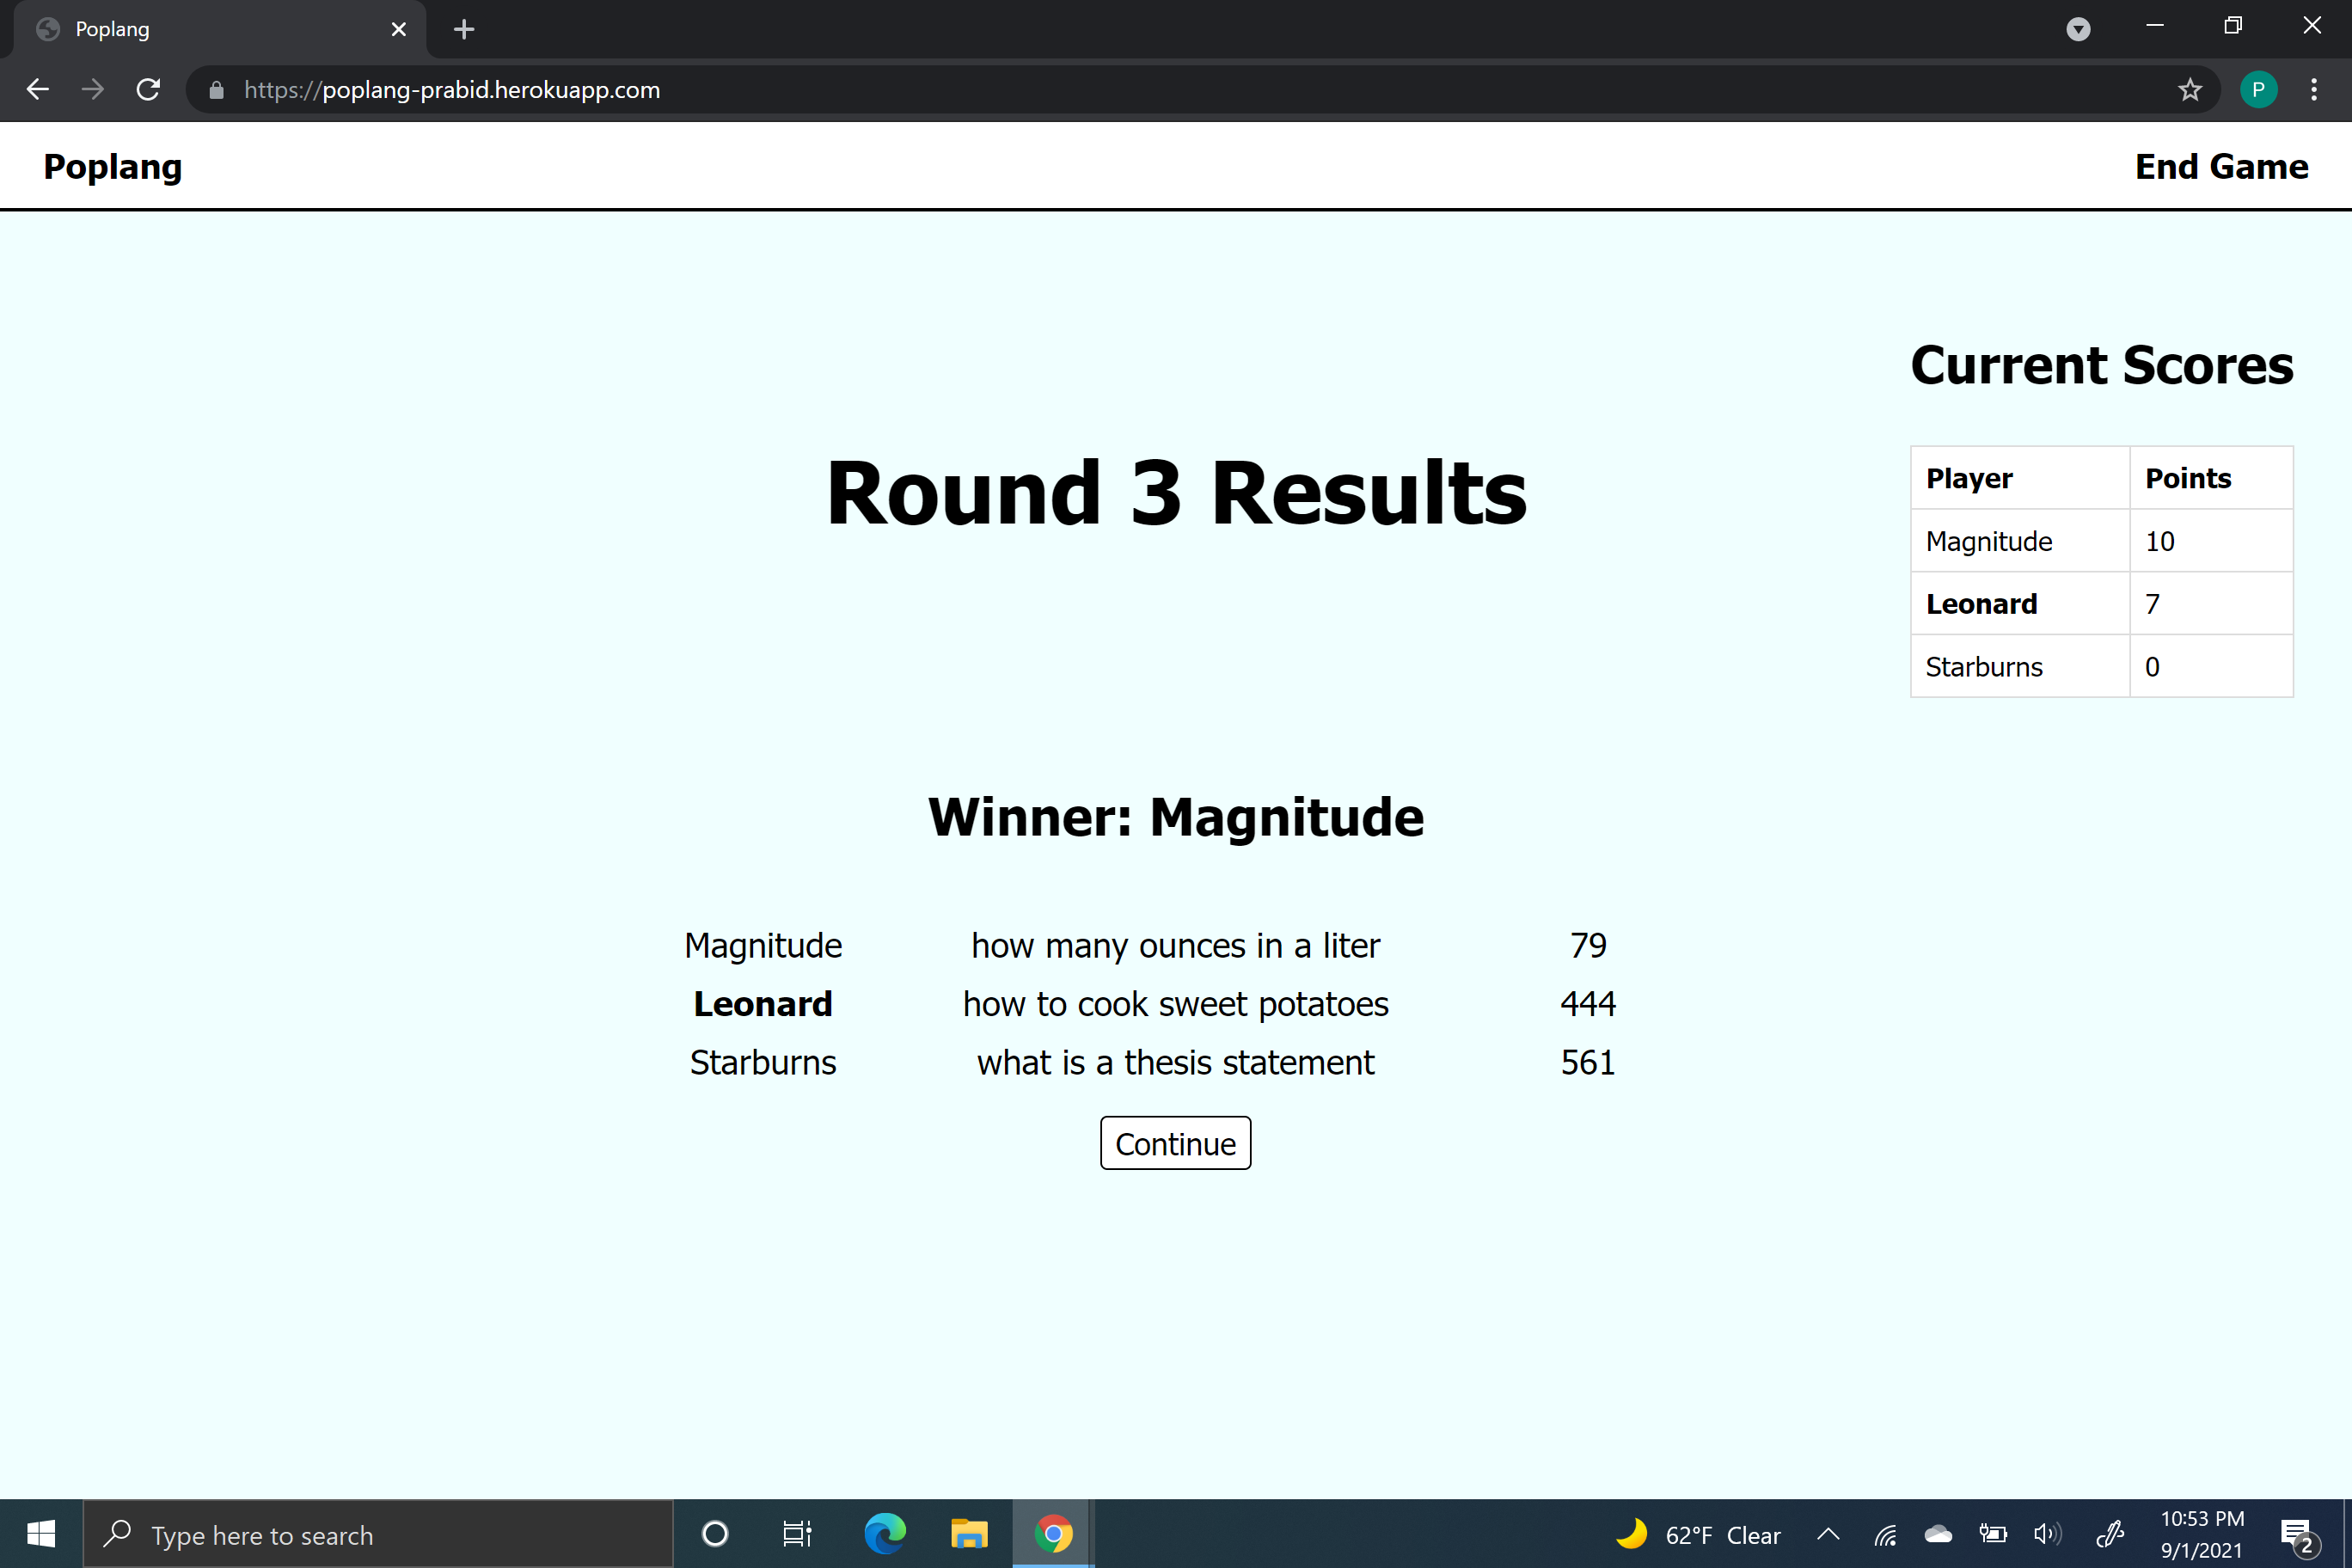 Poplang
https://poplang-prabid.herokuapp.com
P
Poplang
End Game
Current Scores
Player Points
Magnitude 10
Leonard 7
Starburns 0
Round 3 Results
Winner: Magnitude
Magnitude how many ounces in a liter 79
Leonard how to cook sweet potatoes 444
Starburns what is a thesis statement 561
Continue
Type here to search
62°F Clear
10:53 PM
9/1/2021
2